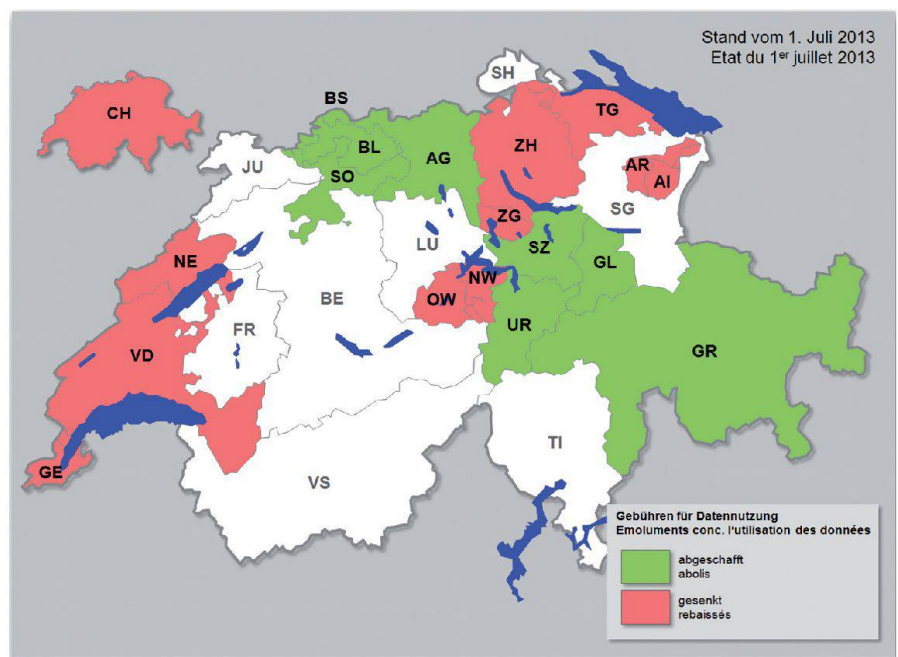 Stand vom 1. Juli 2013
Etat du 1er juillet 2013
CH
SH
BS
TG
BL
AG
ZH
JU
SO
AR
AI
ZG
SG
LU
SZ
NE
GL
NW
OW
BE
FR
UR
VD
GR
TI
GE
VS
Gebühren für Datennutzung
Emoluments conc. l'utilisation des données
abgeschafft
abolis
gesenkt
rebaissés